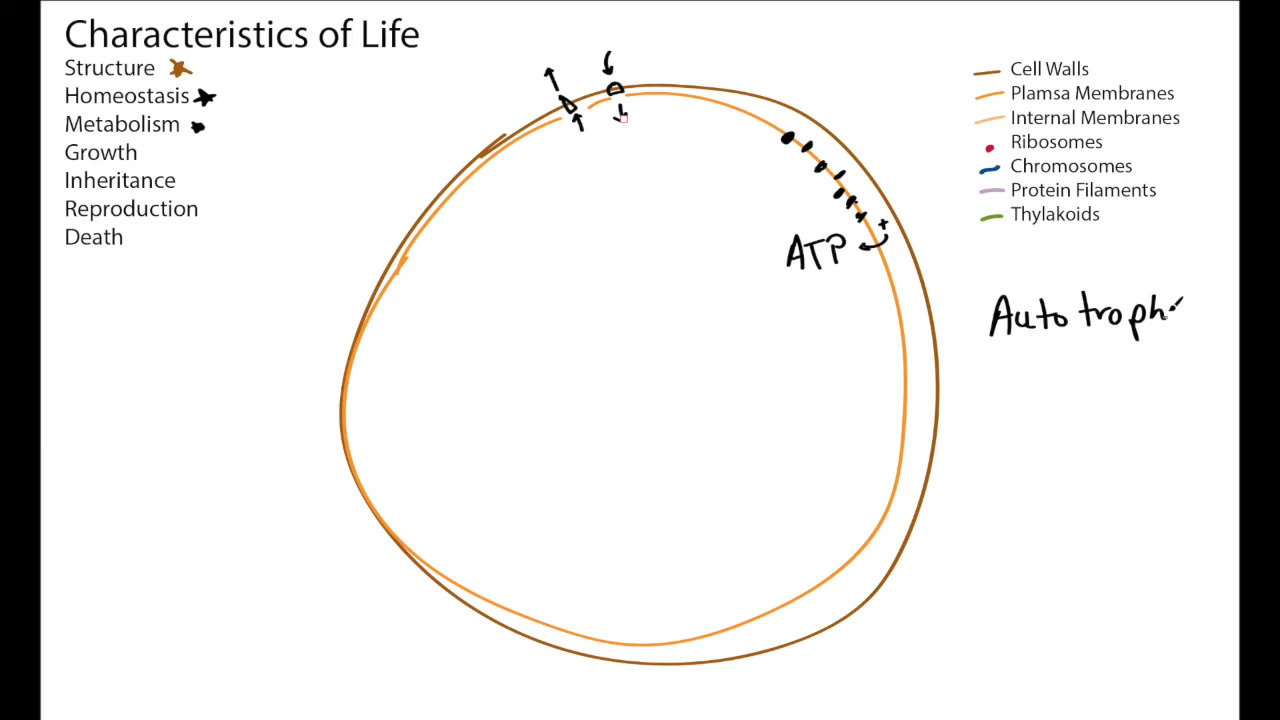 Characteristics of Life
Structure
Homeostasis
Metabolism
Growth
Inheritance
Reproduction
Death
Cell Walls
Plamsa Membranes
Internal Membranes
Ribosomes
Chromosomes
Protein Filaments
Thylakoids
+
ATP
Autotroph